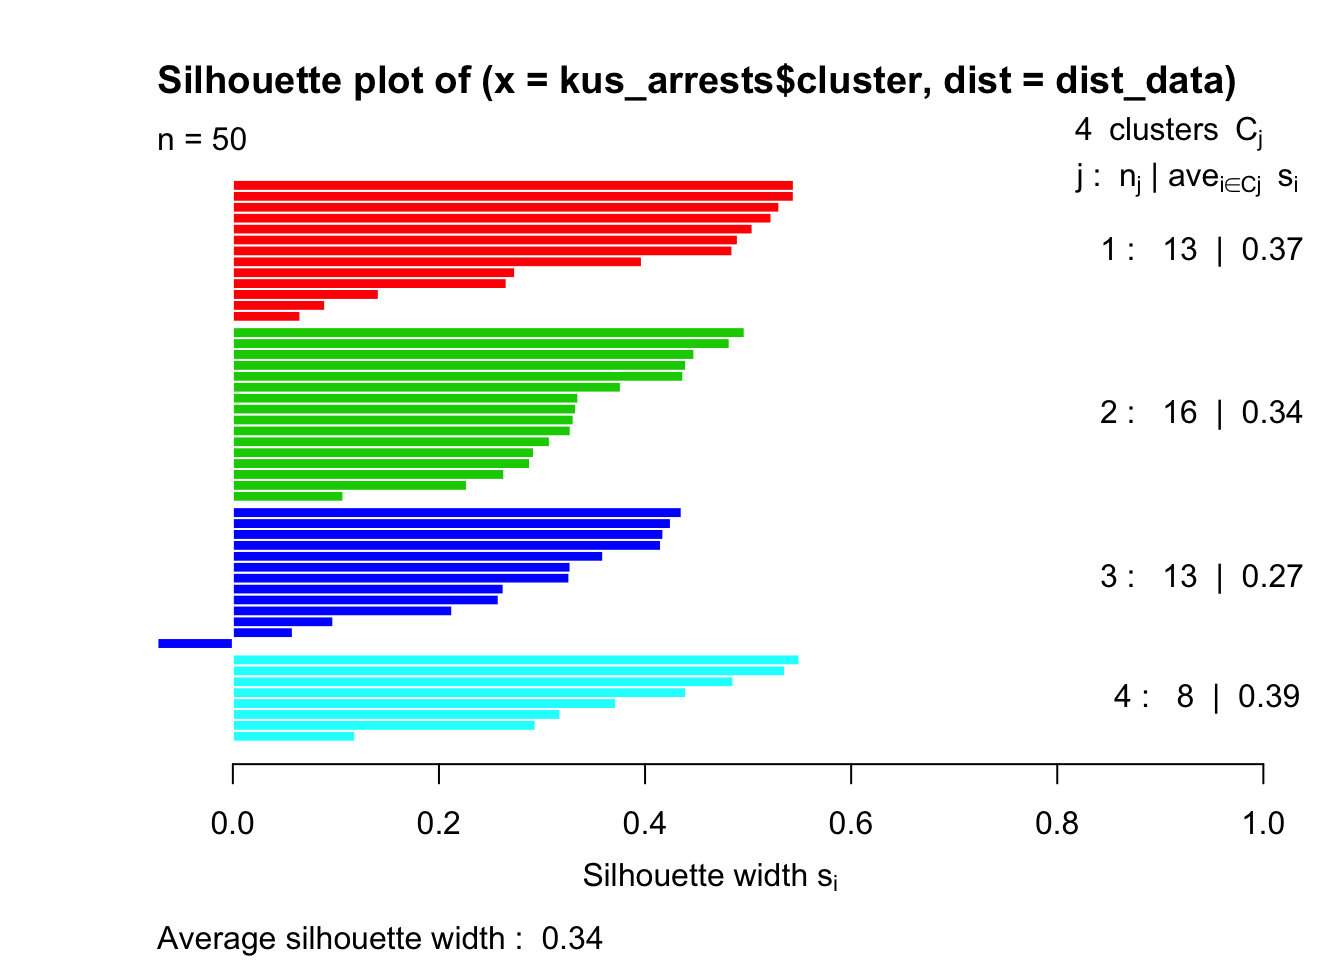 Silhouette plot of (x = kus_arrests$cluster, dist = dist_data)
n = 50
4 clusters Cj
j : nj | avei∈Cj si
1 : 13 | 0.37
2 : 16 | 0.34
3 : 13 | 0.27
4 : 8 | 0.39
0.0 0.2 0.4 0.6 0.8 1.0
Silhouette width si
Average silhouette width : 0.34